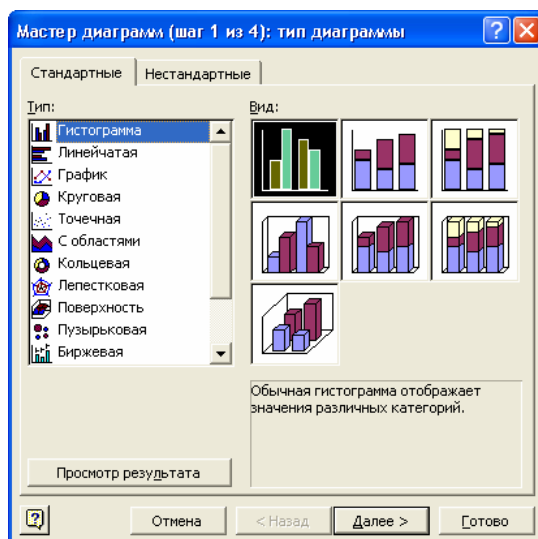 Мастер диаграмм (шаг 1 из 4): тип диаграммы
Стандартные
Нестандартные
Тип:
Гистограмма
Линейчатая
График
Круговая
Точечная
С областями
Кольцевая
Лепестковая
Поверхность
Пузырьковая
Биржевая
Вид:
Обычная гистограмма отображает
значения различных категорий.
Просмотр результата
Отмена
< Назад
Далее >
Готово